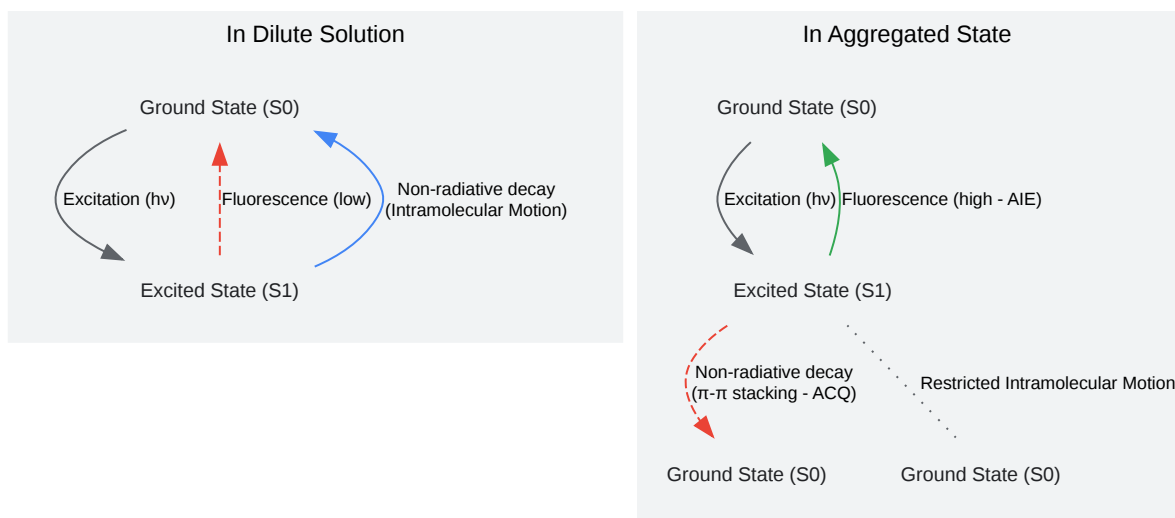 In Dilute Solution
Ground State (S0)
Excitation (hν)
Fluorescence (low)
Non-radiative decay
(Intramolecular Motion)
Excited State (S1)
In Aggregated State
Ground State (S0)
Excitation (hν)
Fluorescence (high - AIE)
Excited State (S1)
Non-radiative decay
(π-π stacking - ACQ)
Restricted Intramolecular Motion
Ground State (S0)
Ground State (S0)